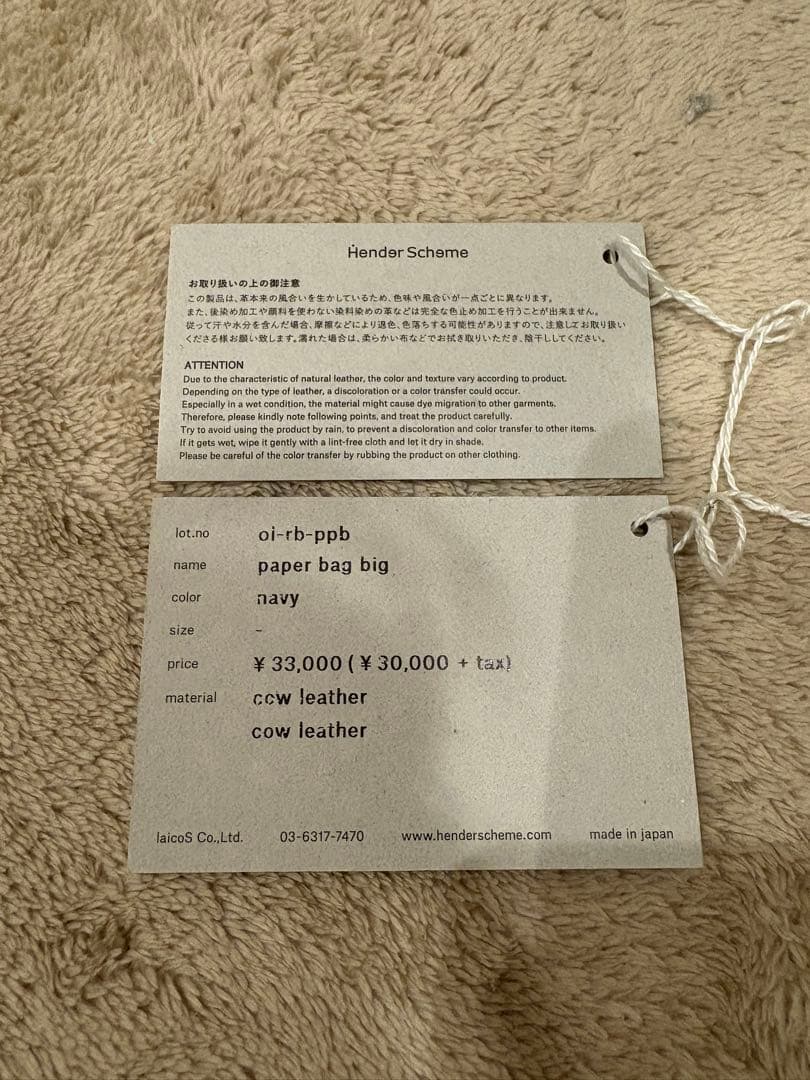 Hender Scheme
お取り扱いの上の御注意
この製品は、革本来の風合いを生かしているため、色味や風合いが一点ごとに異なります。
また、後染め加工や顔料を使わない染料染めの革などは完全な色止め加工を行うことが出来ません。
従って汗や水分を含んだ場合、摩擦などにより退色、色落ちする可能性がありますので、注意してお取り扱い
くださる様お願い致します。濡れた場合は、柔らかい布などでお拭き取りいただき、陰干ししてください。
ATTENTION
Due to the characteristic of natural leather, the color and texture vary according to product.
Depending on the type of leather, a discoloration or a color transfer could occur.
Especially in a wet condition, the material might cause dye migration to other garments.
Therefore, please kindly note following points, and treat the product carefully.
Try to avoid using the product by rain, to prevent a discoloration and color transfer to other items.
If it gets wet, wipe it gently with a lint-free cloth and let it dry in shade.
Please be careful of the color transfer by rubbing the product on other clothing.
lot.no oi-rb-ppb
name paper bag big
color navy
size -
price ¥ 33,000 ( ¥ 30,000 + tax)
material cow leather
cow leather
laicoS Co.,Ltd. 03-6317-7470 www.henderscheme.com made in japan